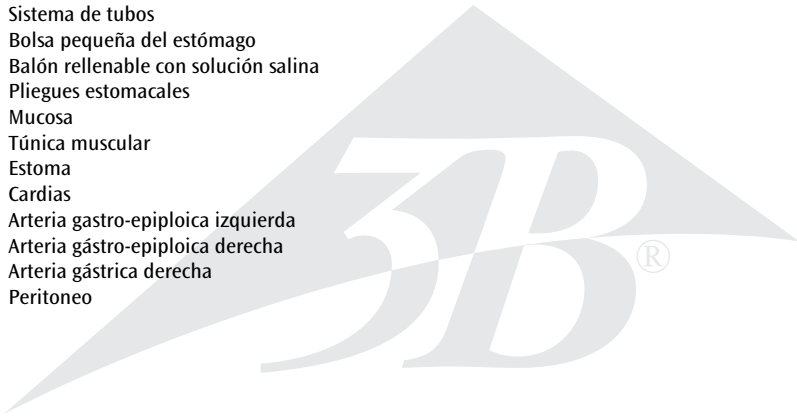 Sistema de tubos
Bolsa pequeña del estómago
Balón rellenable con solución salina
Pliegues estomacales
Mucosa
Túnica muscular
Estoma
Cardias
Arteria gastro-epiploica izquierda
Arteria gástro-epiploica derecha
Arteria gástrica derecha
Peritoneo
3B
®